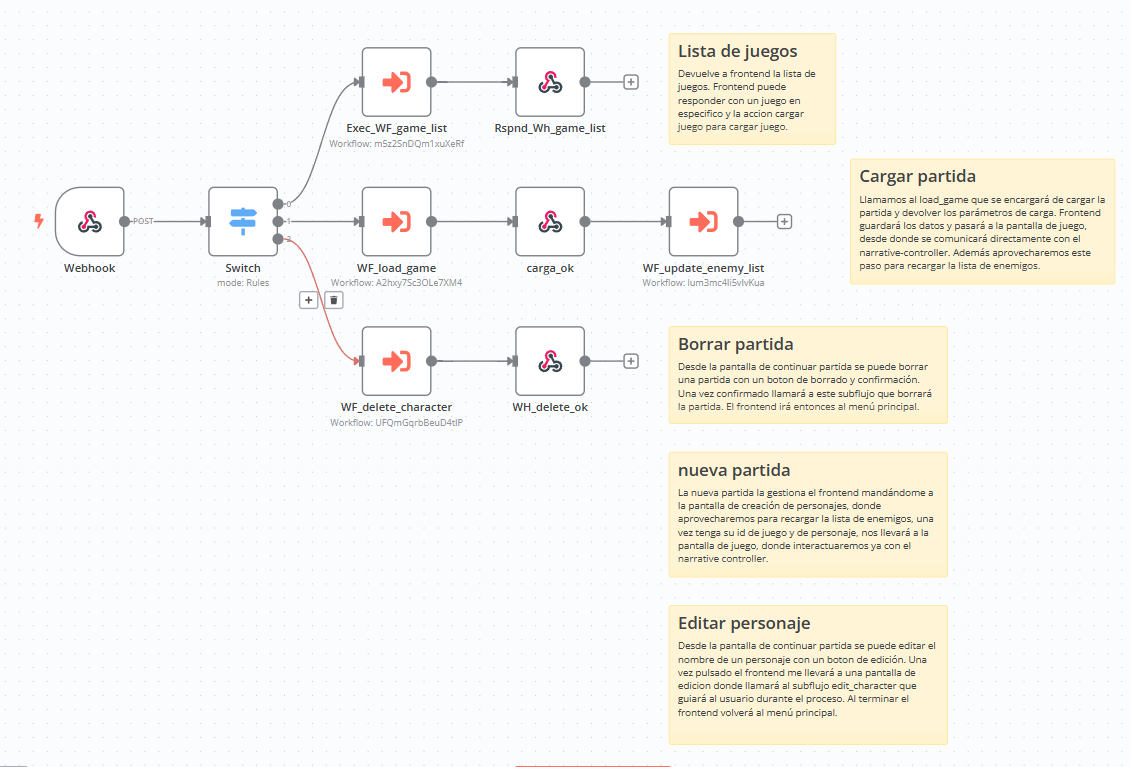 Lista de juegos
Devuelve a frontend la lista de
juegos. Frontend puede
responder con un juego en
especifico y la accion cargar
juego para cargar juego.
Exec_WF_game_list
Workflow: m5z2SnDQm1xuXeRf
Rspnd_Wh_game_list
Cargar partida
Llamamos al load_game que se encargará de cargar la
partida y devolver los parámetros de carga. Frontend
guardará los datos y pasará a la pantalla de juego,
desde donde se comunicará directamente con el
narrative-controller. Además aprovecharemos este
paso para recargar la lista de enemigos.
POST
0
1
2
Webhook
Switch
mode: Rules
WF_load_game
Workflow: A2hxy7Sc3OLe7XM4
carga_ok
WF_update_enemy_list
Workflow: Ium3mc4li5vIvKua
Borrar partida
Desde la pantalla de continuar partida se puede borrar
una partida con un boton de borrado y confirmación.
Una vez confirmado llamará a este subflujo que borrará
la partida. El frontend irá entonces al menú principal.
WF_delete_character
Workflow: UFQmGqrbBeuD4tIP
WH_delete_ok
nueva partida
La nueva partida la gestiona el frontend mandándome a
la pantalla de creación de personajes, donde
aprovecharemos para recargar la lista de enemigos, una
vez tenga su id de juego y de personaje, nos llevará a la
pantalla de juego, donde interactuaremos ya con el
narrative controller.
Editar personaje
Desde la pantalla de continuar partida se puede editar el
nombre de un personaje con un boton de edición. Una
vez pulsado el frontend me llevará a una pantalla de
edicion donde llamará al subflujo edit_character que
guiará al usuario durante el proceso. Al terminar el
frontend volverá al menú principal.